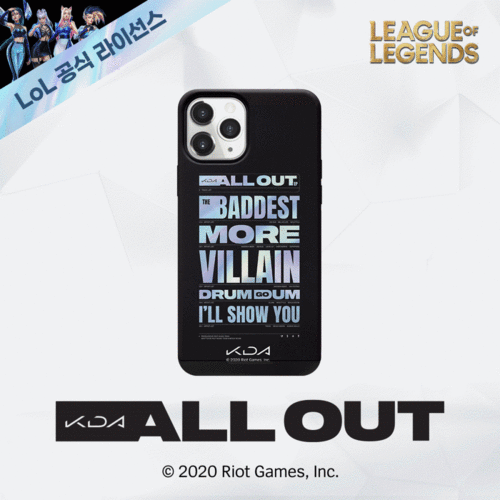 LoL 공식 라이선스
LEAGUE OF
LEGENDS
K/DA ALL OUT
THE BADDEST
MORE
VILLAIN
DRUM GO DUM
I'LL SHOW YOU
K/DA
© 2020 Riot Games, Inc.
K/DA ALL OUT
© 2020 Riot Games, Inc.